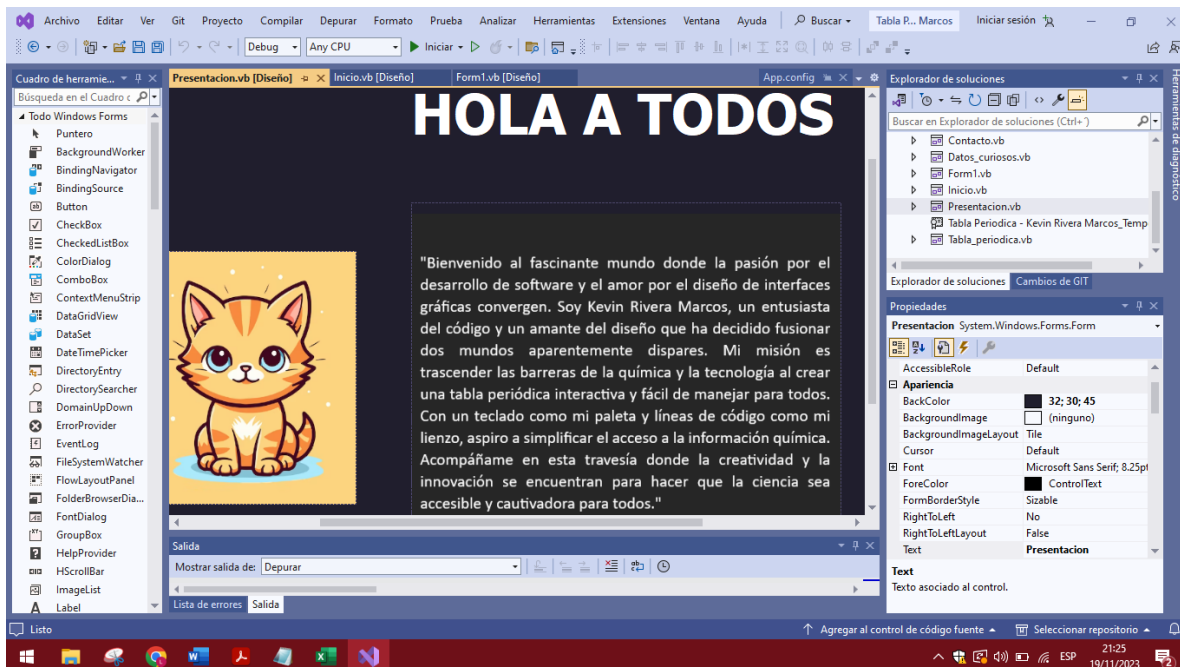 Archivo Editar Ver Git Proyecto Compilar Depurar Formato Prueba Analizar Herramientas Extensiones Ventana Ayuda Buscar Tabla P... Marcos Iniciar sesión
Debug Any CPU Iniciar
Cuadro de herramie...
Búsqueda en el Cuadro c
Todo Windows Forms
Puntero
BackgroundWorker
BindingNavigator
BindingSource
Button
CheckBox
CheckedListBox
ColorDialog
ComboBox
ContextMenuStrip
DataGridView
DataSet
DateTimePicker
DirectoryEntry
DirectorySearcher
DomainUpDown
ErrorProvider
EventLog
FileSystemWatcher
FlowLayoutPanel
FolderBrowserDia...
FontDialog
GroupBox
HelpProvider
HScrollBar
ImageList
Label
Presentacion.vb [Diseño] Inicio.vb [Diseño] Form1.vb [Diseño] App.config
HOLA A TODOS
"Bienvenido al fascinante mundo donde la pasión por el
desarrollo de software y el amor por el diseño de interfaces
gráficas convergen. Soy Kevin Rivera Marcos, un entusiasta
del código y un amante del diseño que ha decidido fusionar
dos mundos aparentemente dispares. Mi misión es
trascender las barreras de la química y la tecnología al crear
una tabla periódica interactiva y fácil de manejar para todos.
Con un teclado como mi paleta y líneas de código como mi
lienzo, aspiro a simplificar el acceso a la información química.
Acompáñame en esta travesía donde la creatividad y la
innovación se encuentran para hacer que la ciencia sea
accesible y cautivadora para todos."
Salida
Mostrar salida de: Depurar
Lista de errores Salida
Explorador de soluciones
Buscar en Explorador de soluciones (Ctrl+´)
Contacto.vb
Datos_curiosos.vb
Form1.vb
Inicio.vb
Presentacion.vb
Tabla Periodica - Kevin Rivera Marcos_Temp
Tabla_periodica.vb
Explorador de soluciones Cambios de GIT
Propiedades
Presentacion System.Windows.Forms.Form
AccessibleRole Default
Apariencia
BackColor 32; 30; 45
BackgroundImage (ninguno)
BackgroundImageLayout Tile
Cursor Default
Font Microsoft Sans Serif; 8.25pt
ForeColor ControlText
FormBorderStyle Sizable
RightToLeft No
RightToLeftLayout False
Text Presentacion
Text
Texto asociado al control.
Herramientas de diagnóstico
Listo Agregar al control de código fuente Seleccionar repositorio
ESP 21:25
19/11/2023